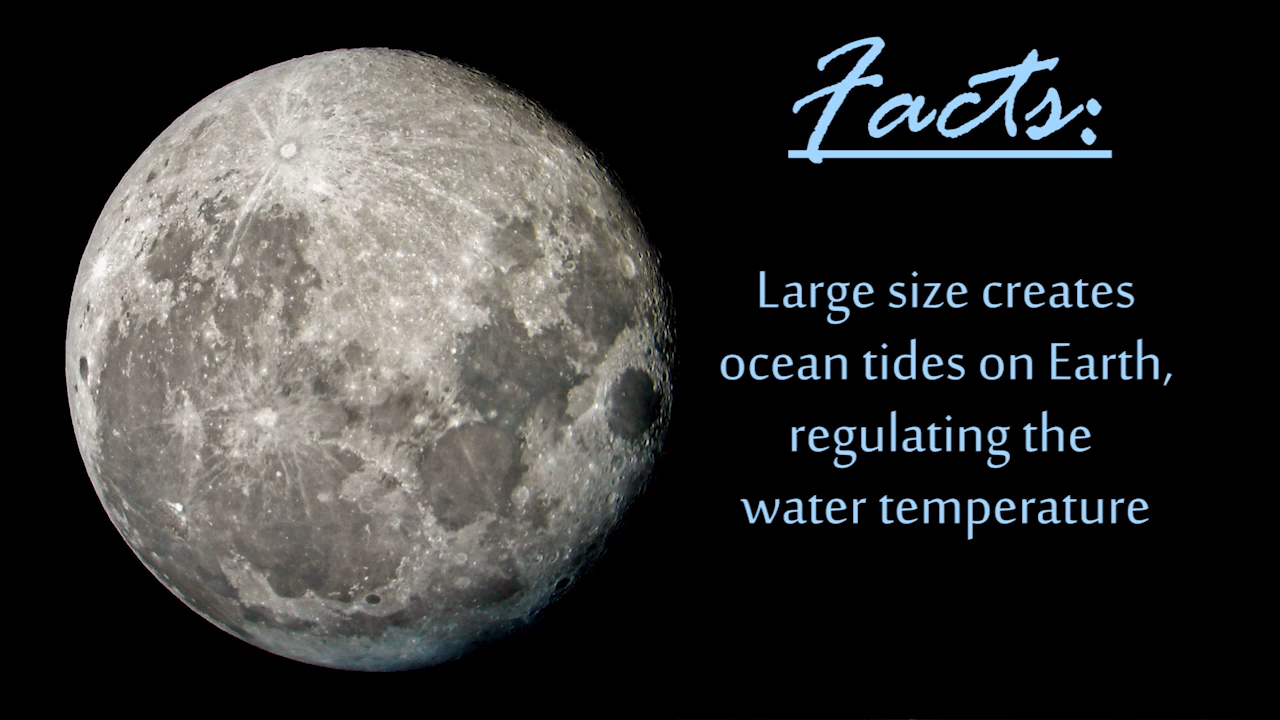 Facts:
Large size creates
ocean tides on Earth,
regulating the
water temperature